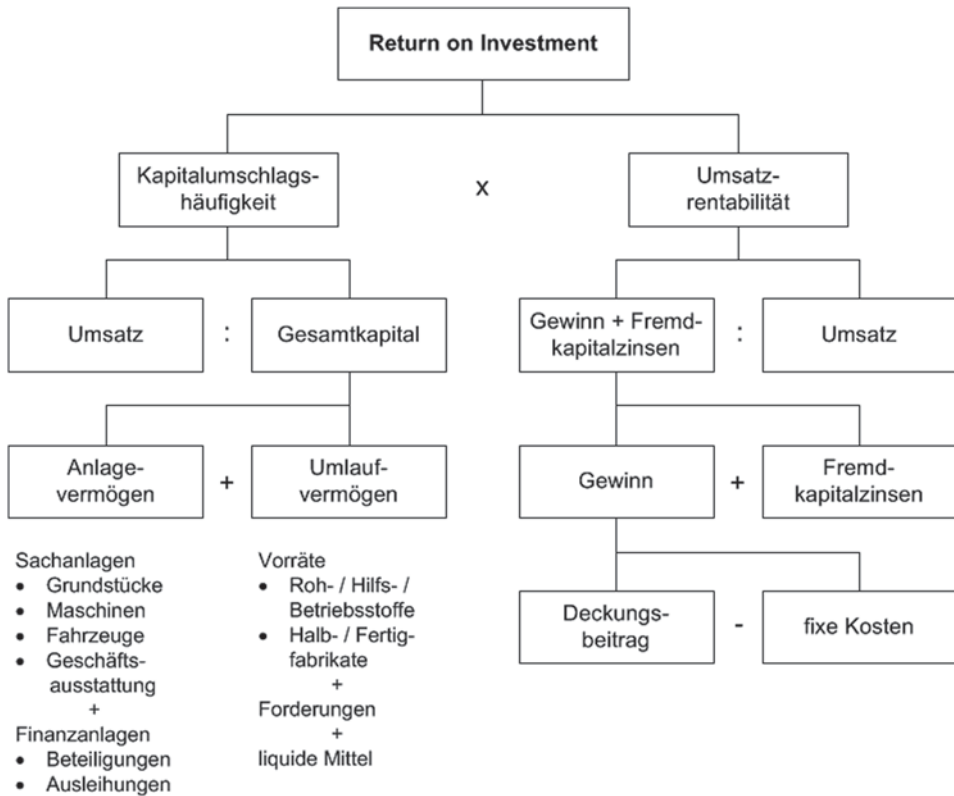 Return on Investment
Kapitalumschlags-
häufigkeit
x
Umsatz-
rentabilität
Umsatz
:
Gesamtkapital
Gewinn + Fremd-
kapitalzinsen
:
Umsatz
Anlage-
vermögen
+
Umlauf-
vermögen
Gewinn
+
Fremd-
kapitalzinsen
Deckungs-
beitrag
-
fixe Kosten
Sachanlagen
• Grundstücke
• Maschinen
• Fahrzeuge
• Geschäfts-
ausstattung
+
Finanzanlagen
• Beteiligungen
• Ausleihungen
Vorräte
• Roh- / Hilfs- /
Betriebsstoffe
• Halb- / Fertig-
fabrikate
+
Forderungen
+
liquide Mittel